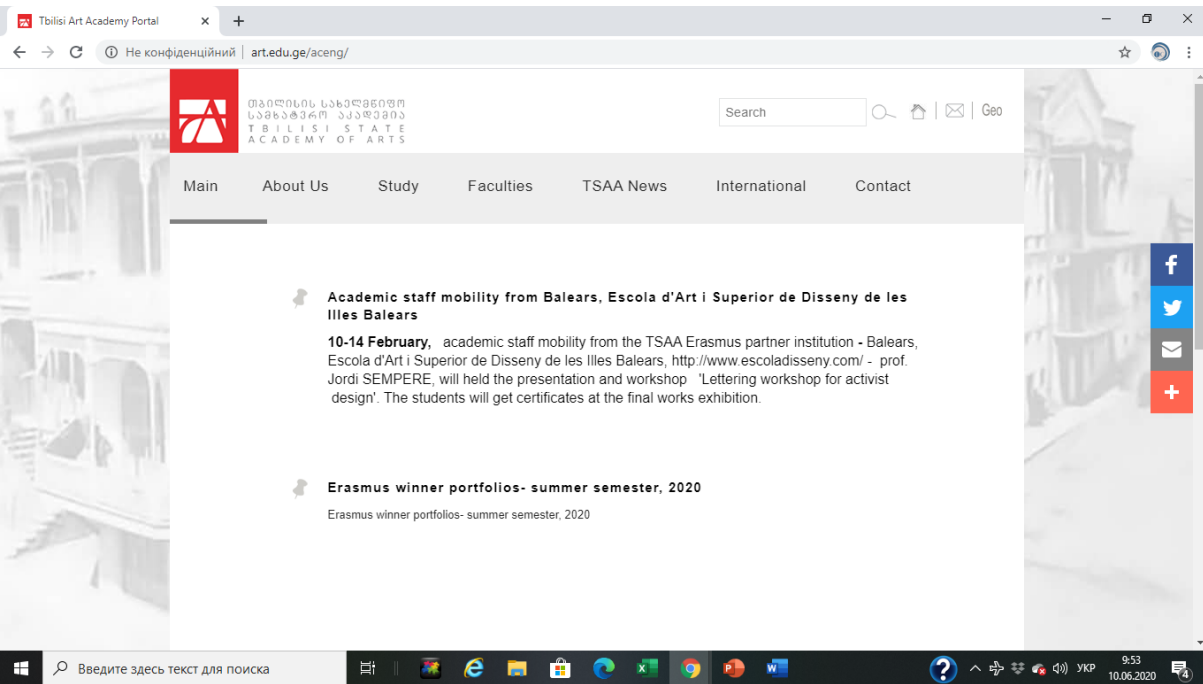 Tbilisi Art Academy Portal
Не конфіденційний | art.edu.ge/aceng/
თბილისის სახელმწიფო
სამხატვრო აკადემია
TBILISI STATE
ACADEMY OF ARTS
Search
Geo
Main About Us Study Faculties TSAA News International Contact
Academic staff mobility from Balears, Escola d'Art i Superior de Disseny de les
Illes Balears
10-14 February, academic staff mobility from the TSAA Erasmus partner institution - Balears,
Escola d'Art i Superior de Disseny de les Illes Balears, http://www.escoladisseny.com/ - prof.
Jordi SEMPERE, will held the presentation and workshop 'Lettering workshop for activist
design'. The students will get certificates at the final works exhibition.
Erasmus winner portfolios- summer semester, 2020
Erasmus winner portfolios- summer semester, 2020
Введите здесь текст для поиска
УКР
9:53
10.06.2020
4